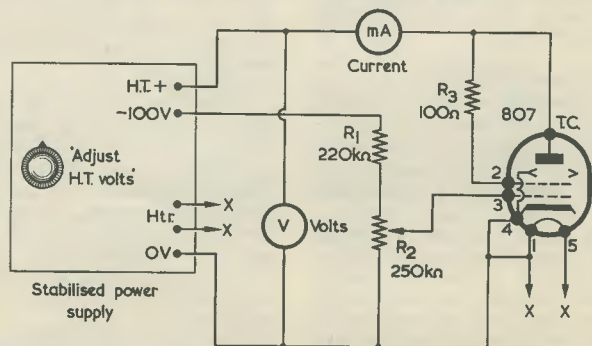 H.T.+
-100V
'Adjust
H.T. volts'
Htr.
X
X
0V
Stabilised power
supply
mA
Current
V
Volts
R1
220kΩ
R2
250kΩ
R3
100Ω
807
T.C.
2
3
4
1
5
X
X